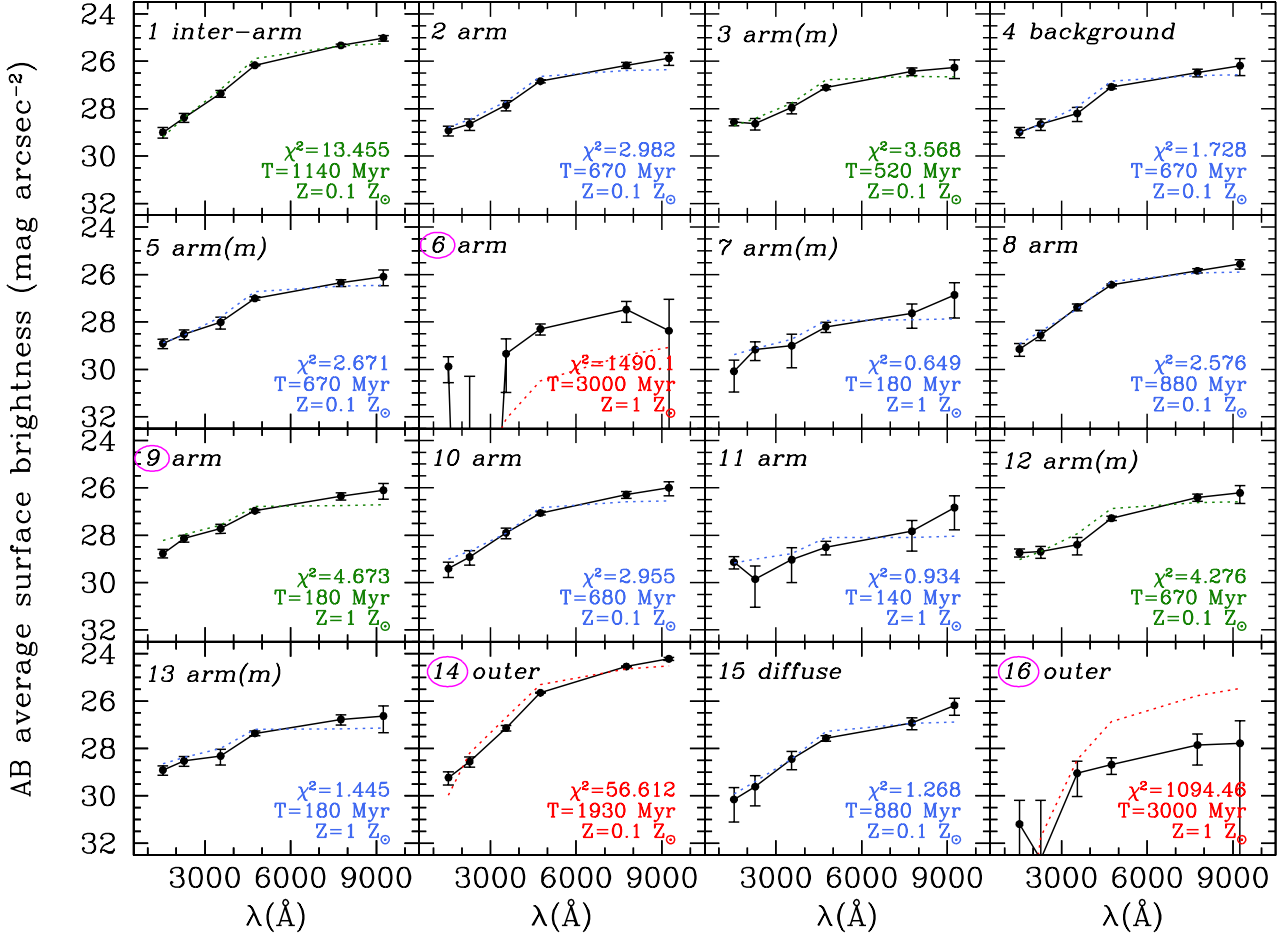 AB average surface brightness (mag arcsec⁻²)
24
26
28
30
32
1 inter-arm
χ²=13.455
T=1140 Myr
Z=0.1 Z⊙
2 arm
χ²=2.982
T=670 Myr
Z=0.1 Z⊙
3 arm(m)
χ²=3.568
T=520 Myr
Z=0.1 Z⊙
4 background
χ²=1.728
T=670 Myr
Z=0.1 Z⊙
24
26
28
30
32
5 arm(m)
χ²=2.671
T=670 Myr
Z=0.1 Z⊙
6 arm
χ²=1490.1
T=3000 Myr
Z=1 Z⊙
7 arm(m)
χ²=0.649
T=180 Myr
Z=1 Z⊙
8 arm
χ²=2.576
T=880 Myr
Z=0.1 Z⊙
24
26
28
30
32
9 arm
χ²=4.673
T=180 Myr
Z=1 Z⊙
10 arm
χ²=2.955
T=680 Myr
Z=0.1 Z⊙
11 arm
χ²=0.934
T=140 Myr
Z=1 Z⊙
12 arm(m)
χ²=4.276
T=670 Myr
Z=0.1 Z⊙
24
26
28
30
32
13 arm(m)
χ²=1.445
T=180 Myr
Z=1 Z⊙
14 outer
χ²=56.612
T=1930 Myr
Z=0.1 Z⊙
15 diffuse
χ²=1.268
T=880 Myr
Z=0.1 Z⊙
16 outer
χ²=1094.46
T=3000 Myr
Z=1 Z⊙
3000 6000 9000
3000 6000 9000
3000 6000 9000
3000 6000 9000
λ(Å)
λ(Å)
λ(Å)
λ(Å)